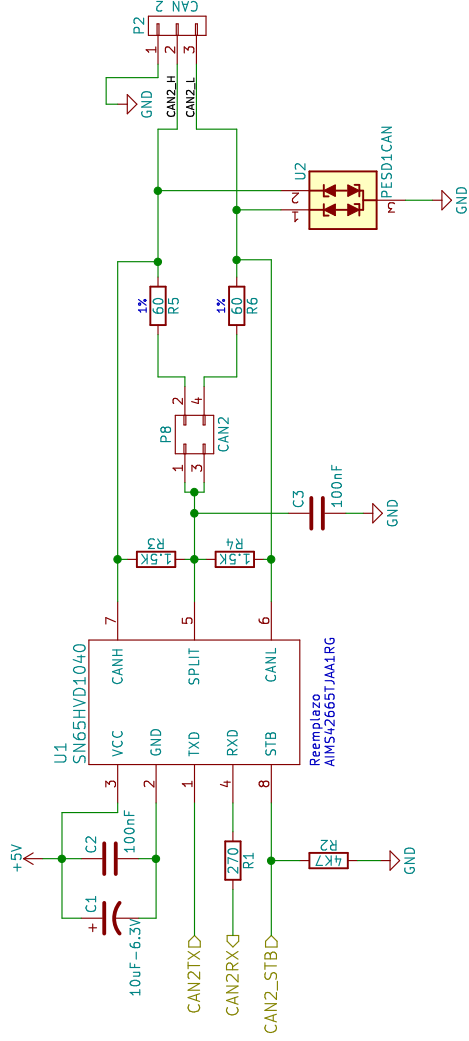 CAN 2
P2
1
2
3
GND
CAN2_H
CAN2_L
U2
PESD1CAN
2
1
3
GND
1%
60
R5
1%
60
R6
P8
2
4
1
3
CAN2
C3
100nF
GND
R3
1.5K
R4
1.5K
7
5
6
U1
SN65HVD1040
CANH
SPLIT
CANL
VCC
GND
TXD
RXD
STB
Reemplazo
AIMS42665TJAA1RG
3
2
1
4
8
+5V
C2
100nF
C1
+
10uF-6.3V
270
R1
R2
4K7
GND
CAN2TX
CAN2RX
CAN2_STB